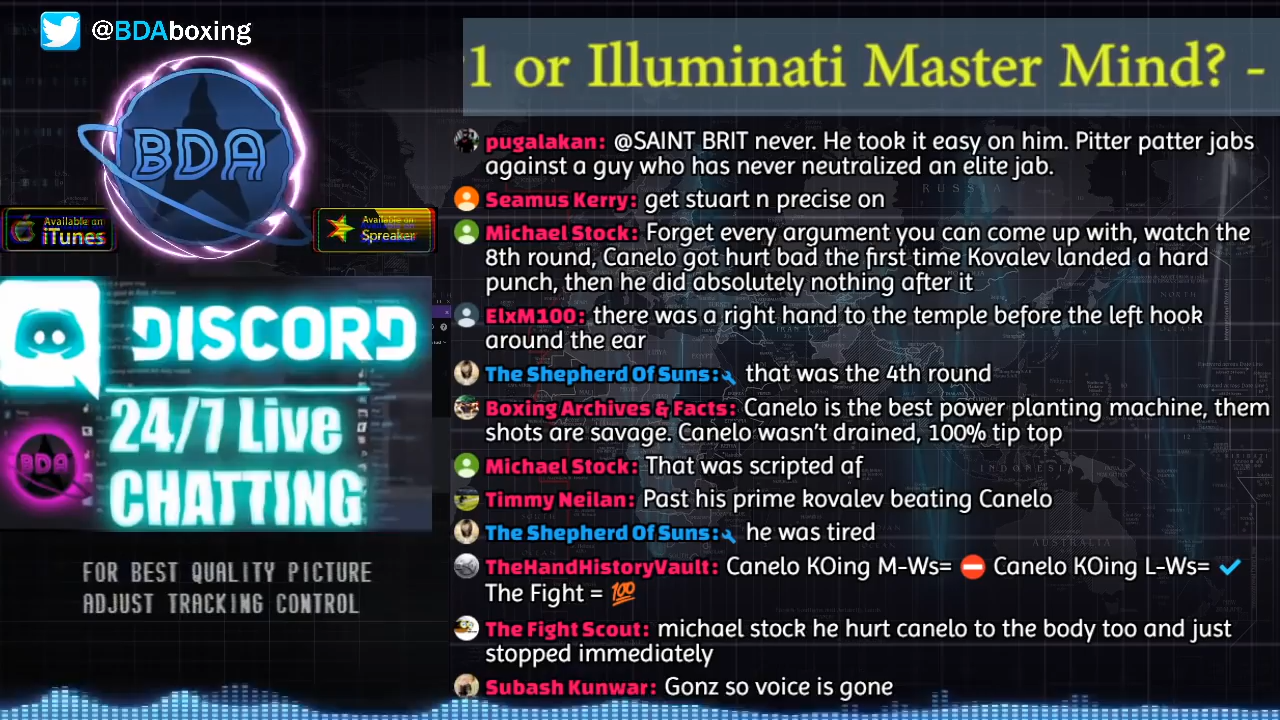 @BDAboxing
1 or Illuminati Master Mind? -
BDA
Available on
iTunes
Available on
Spreaker
DISCORD
24/7 Live
CHATTING
BDA
FOR BEST QUALITY PICTURE
ADJUST TRACKING CONTROL
pugalakan: @SAINT BRIT never. He took it easy on him. Pitter patter jabs
against a guy who has never neutralized an elite jab.
Seamus Kerry: get stuart n precise on
Michael Stock: Forget every argument you can come up with, watch the
8th round, Canelo got hurt bad the first time Kovalev landed a hard
punch, then he did absolutely nothing after it
ElxM100: there was a right hand to the temple before the left hook
around the ear
The Shepherd Of Suns: that was the 4th round
Boxing Archives & Facts: Canelo is the best power planting machine, them
shots are savage. Canelo wasn't drained, 100% tip top
Michael Stock: That was scripted af
Timmy Neilan: Past his prime kovalev beating Canelo
The Shepherd Of Suns: he was tired
TheHandHistoryVault: Canelo KOing M-Ws= ⛔ Canelo KOing L-Ws= ✔
The Fight = 💯
The Fight Scout: michael stock he hurt canelo to the body too and just
stopped immediately
Subash Kunwar: Gonz so voice is gone
RUSSIA
INDONESIA
AUSTRALIA